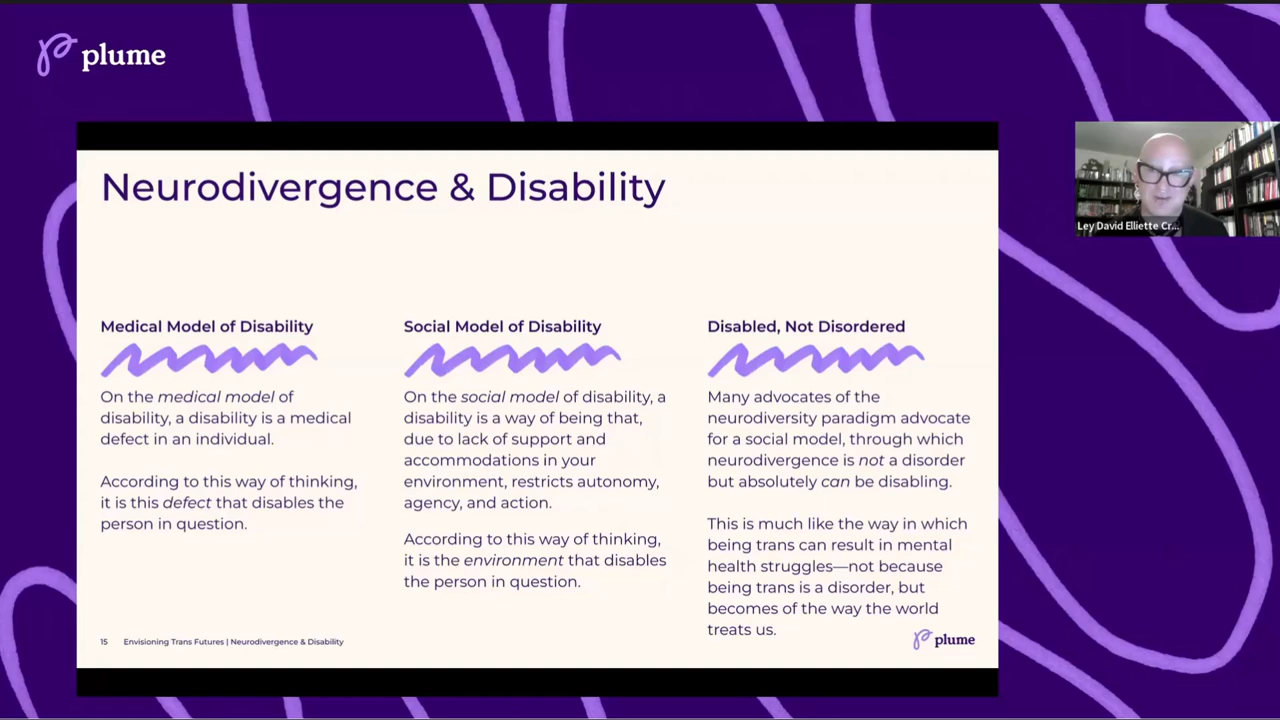 plume
Neurodivergence & Disability
Medical Model of Disability
On the medical model of
disability, a disability is a medical
defect in an individual.
According to this way of thinking,
it is this defect that disables the
person in question.
Social Model of Disability
On the social model of disability, a
disability is a way of being that,
due to lack of support and
accommodations in your
environment, restricts autonomy,
agency, and action.
According to this way of thinking,
it is the environment that disables
the person in question.
Disabled, Not Disordered
Many advocates of the
neurodiversity paradigm advocate
for a social model, through which
neurodivergence is not a disorder
but absolutely can be disabling.
This is much like the way in which
being trans can result in mental
health struggles—not because
being trans is a disorder, but
becomes of the way the world
treats us.
15 Envisioning Trans Futures | Neurodivergence & Disability
plume
Ley David Elliette Cr...